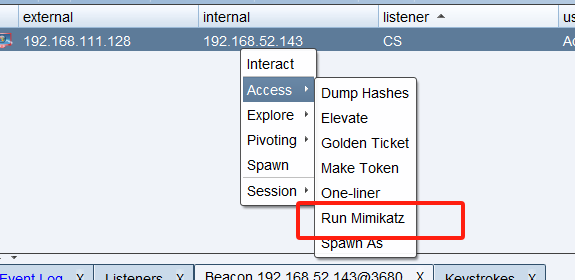 external internal listener us
192.168.111.128 192.168.52.143 CS Ad
Interact
Access
Explore
Pivoting
Spawn
Session
Dump Hashes
Elevate
Golden Ticket
Make Token
One-liner
Run Mimikatz
Spawn As
Event Log X Listeners X Beacon 192.168.52.143@3680 X Keystrokes X